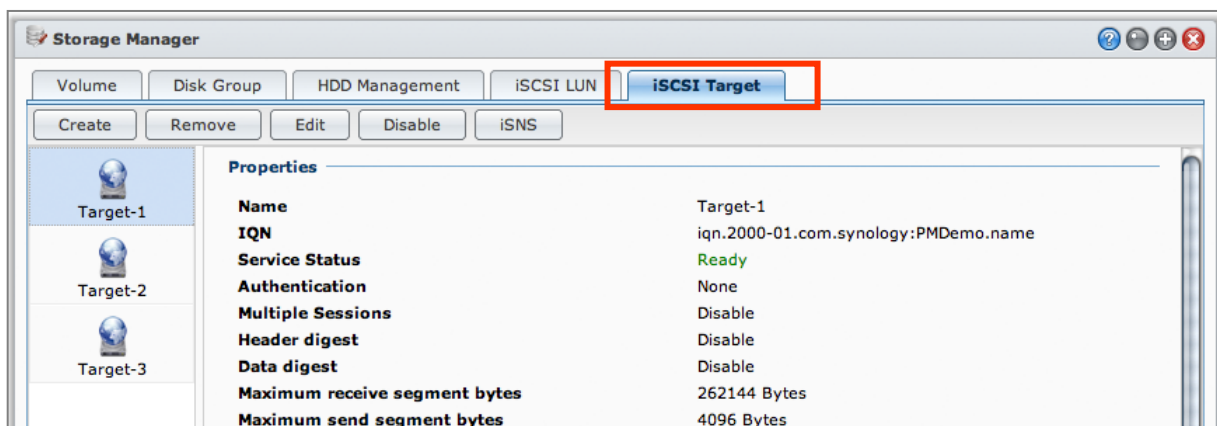 Storage Manager
Volume Disk Group HDD Management iSCSI LUN iSCSI Target
Create Remove Edit Disable iSNS
Target-1
Target-2
Target-3
Properties
Name Target-1
IQN iqn.2000-01.com.synology:PMDemo.name
Service Status Ready
Authentication None
Multiple Sessions Disable
Header digest Disable
Data digest Disable
Maximum receive segment bytes 262144 Bytes
Maximum send segment bytes 4096 Bytes